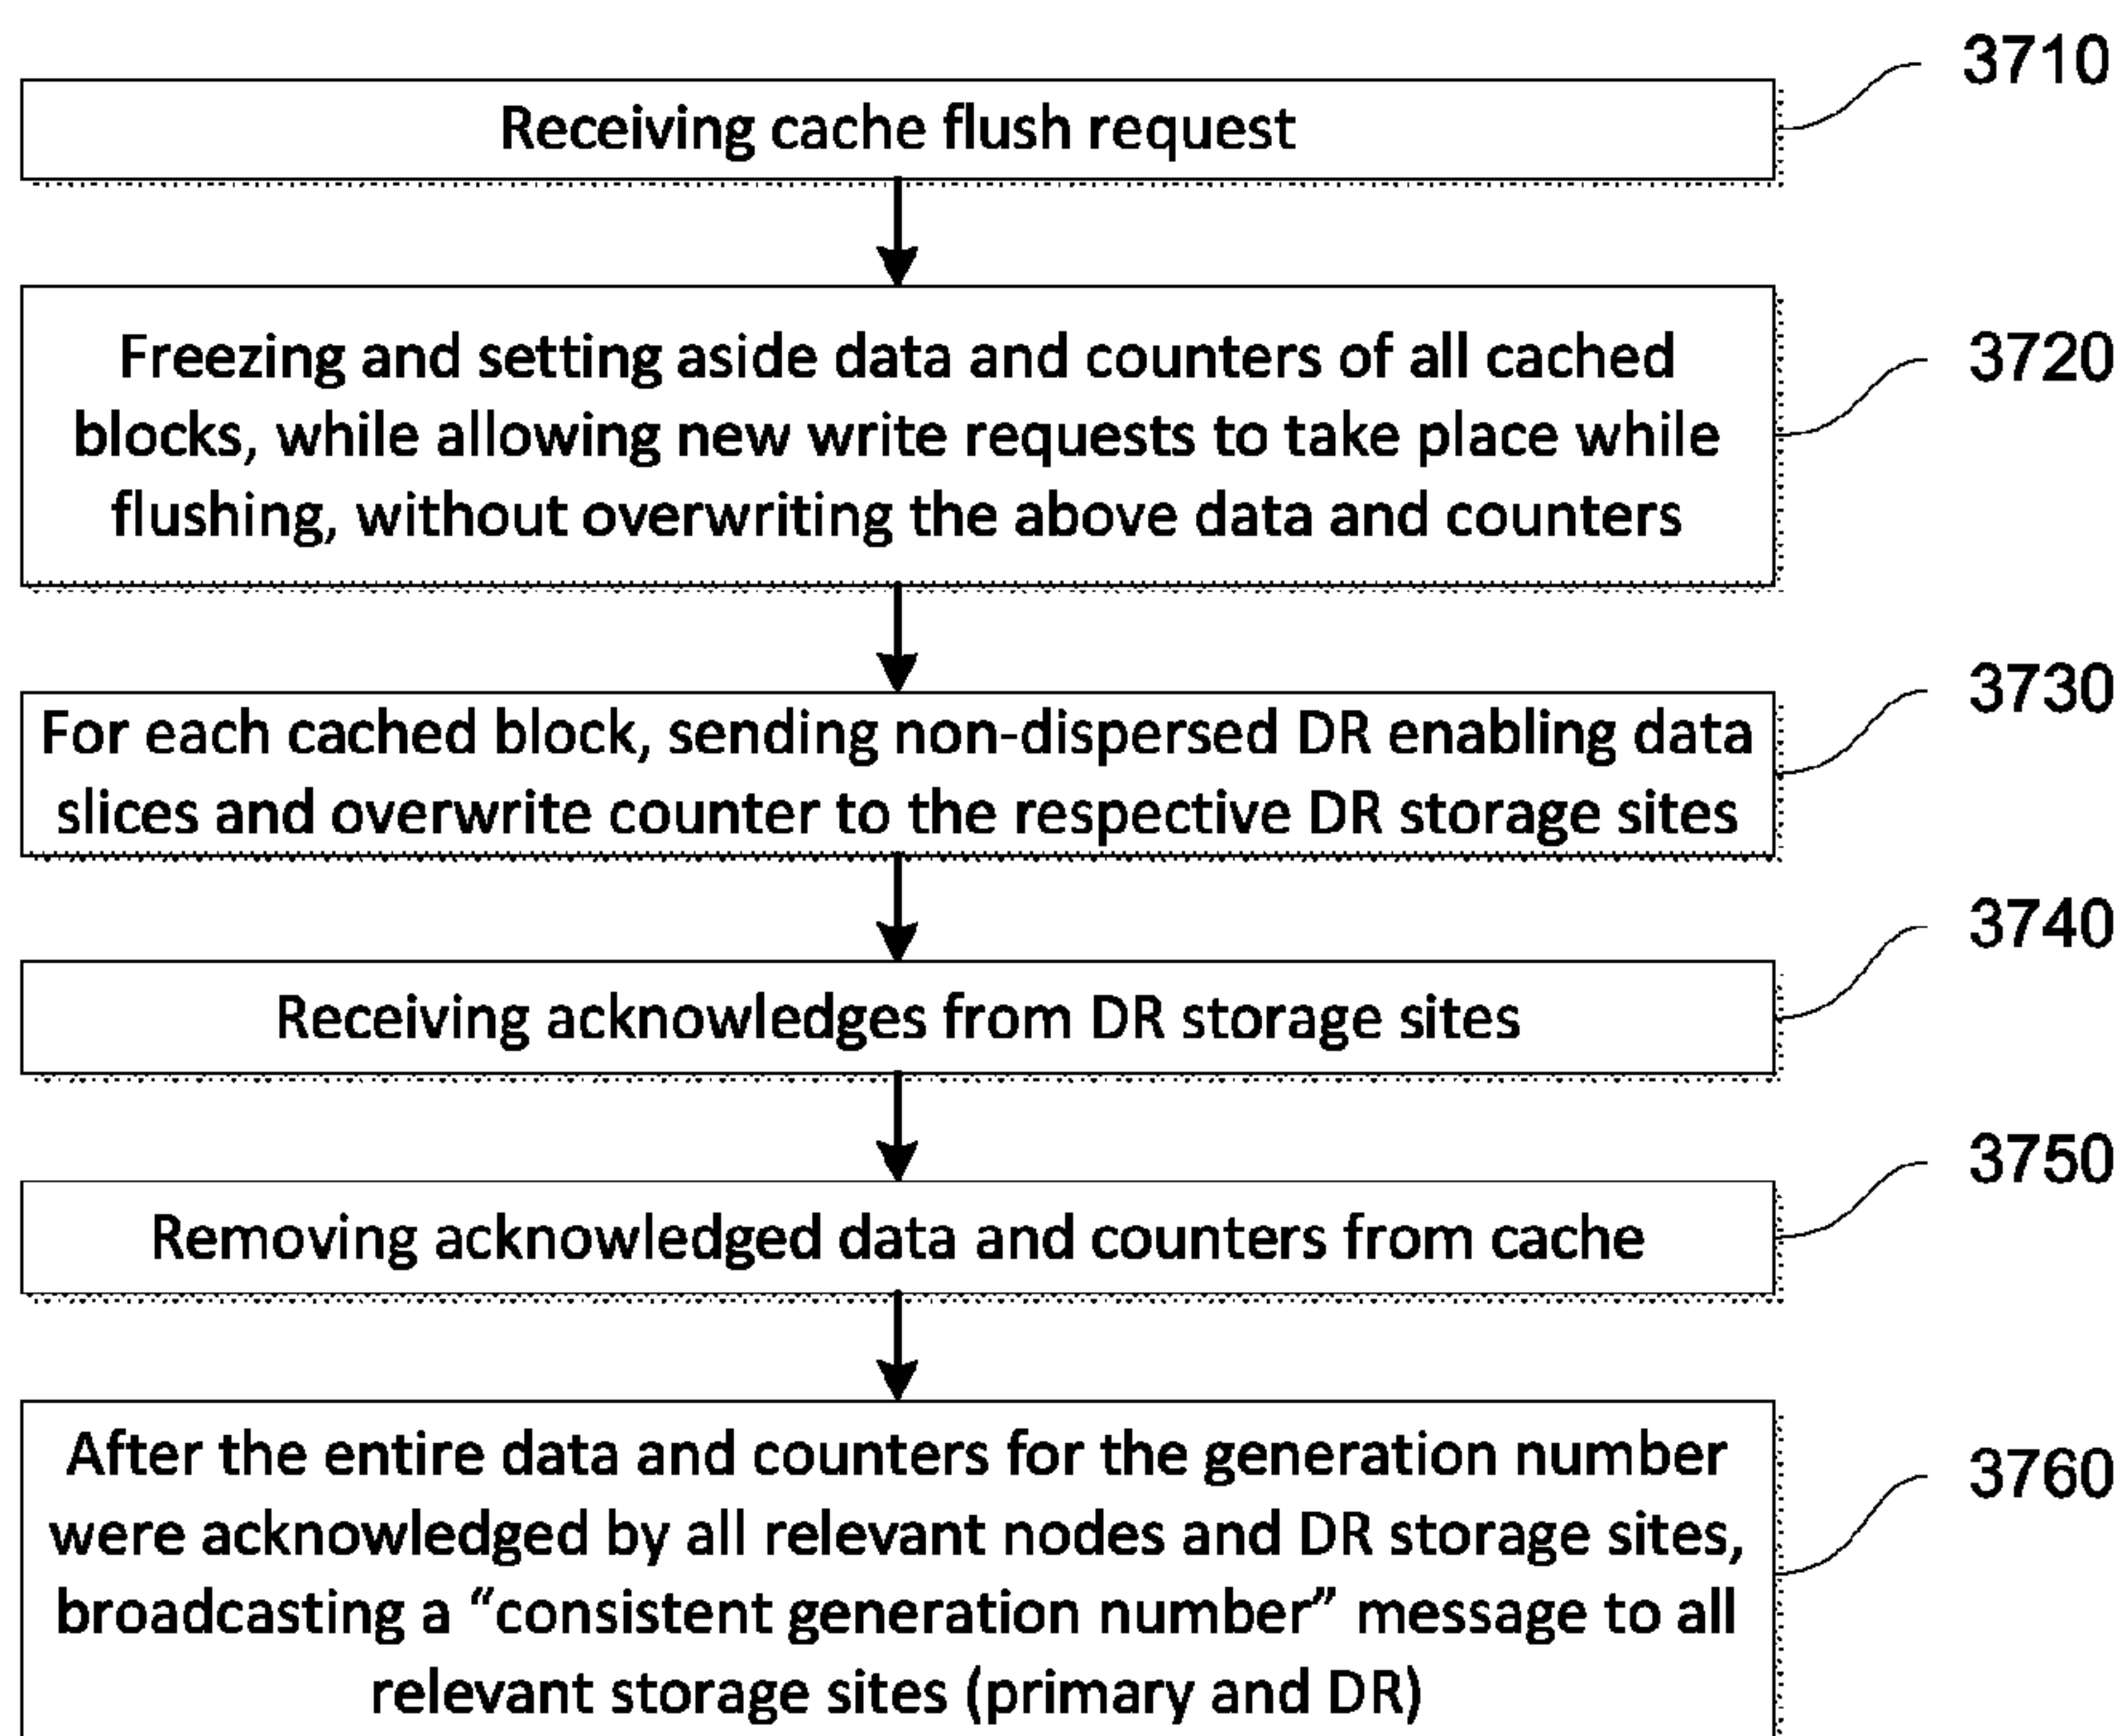 3710
Receiving cache flush request
3720
Freezing and setting aside data and counters of all cached
blocks, while allowing new write requests to take place while
flushing, without overwriting the above data and counters
3730
For each cached block, sending non-dispersed DR enabling data
slices and overwrite counter to the respective DR storage sites
3740
Receiving acknowledges from DR storage sites
3750
Removing acknowledged data and counters from cache
3760
After the entire data and counters for the generation number
were acknowledged by all relevant nodes and DR storage sites,
broadcasting a “consistent generation number” message to all
relevant storage sites (primary and DR)